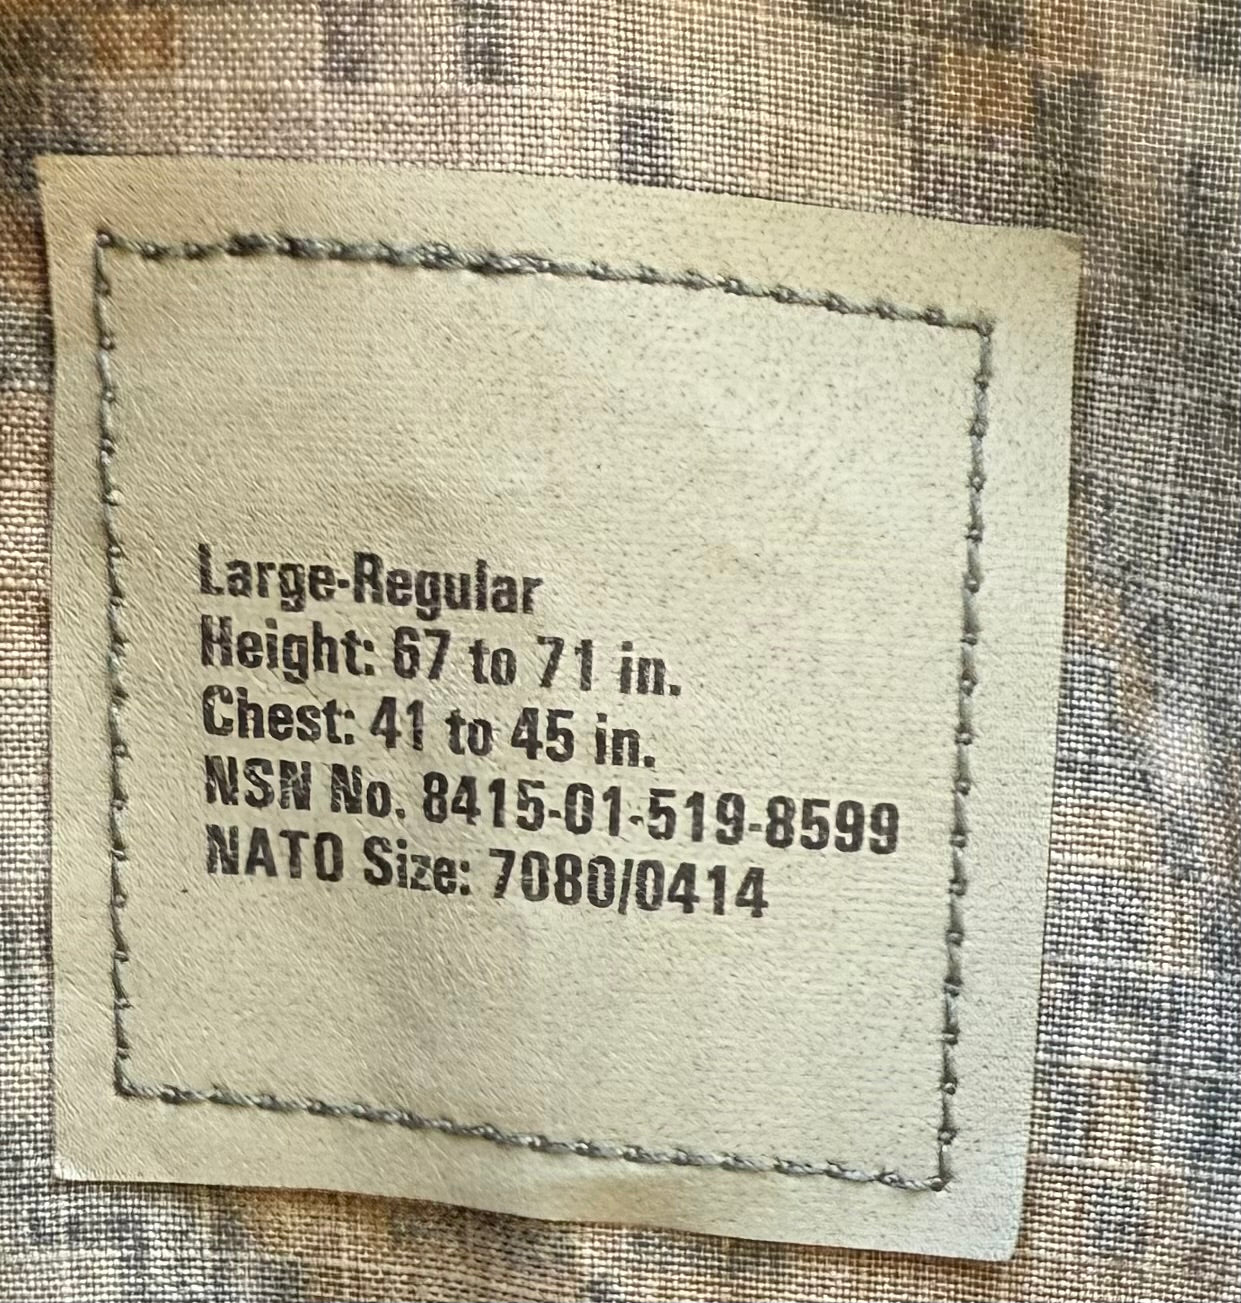 Large-Regular
Height: 67 to 71 in.
Chest: 41 to 45 in.
NSN No. 8415-01-519-8599
NATO Size: 7080/0414